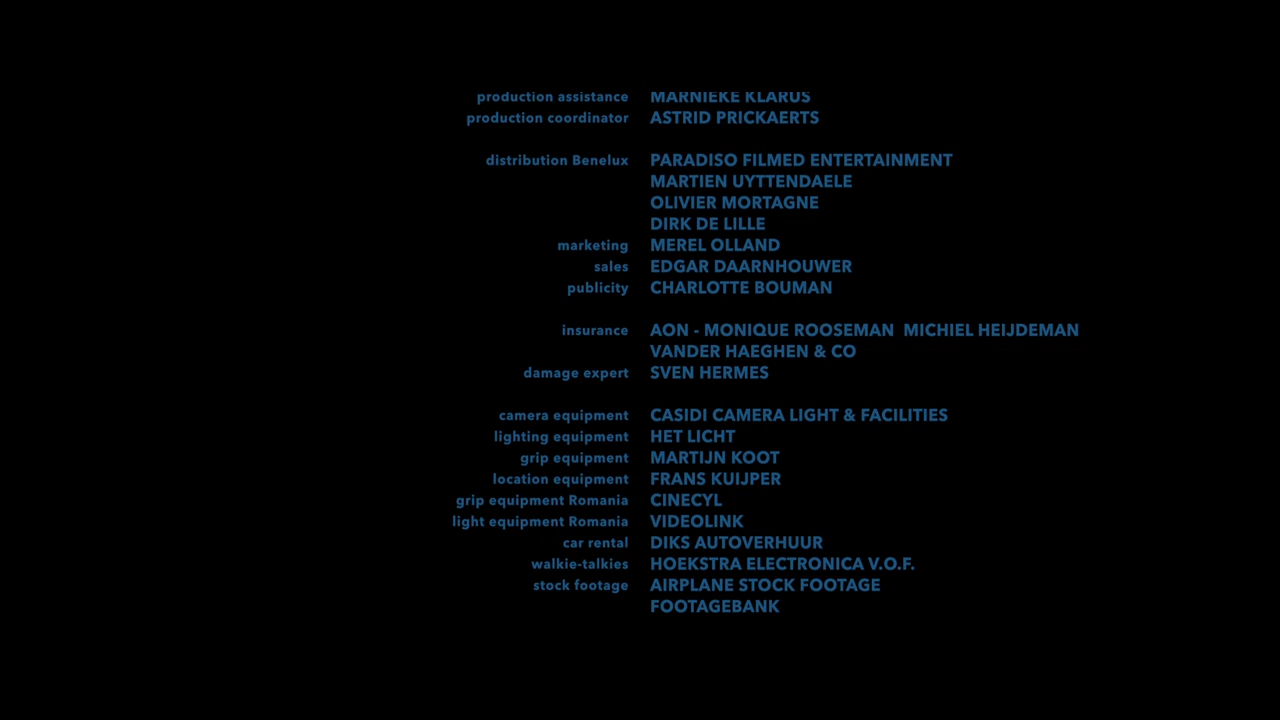 production assistance MARNIEKE KLARUS
production coordinator ASTRID PRICKAERTS
distribution Benelux PARADISO FILMED ENTERTAINMENT
MARTIEN UYTTENDAELE
OLIVIER MORTAGNE
DIRK DE LILLE
marketing MEREL OLLAND
sales EDGAR DAARNHOUWER
publicity CHARLOTTE BOUMAN
insurance AON - MONIQUE ROOSEMAN  MICHIEL HEIJDEMAN
VANDER HAEGHEN & CO
damage expert SVEN HERMES
camera equipment CASIDI CAMERA LIGHT & FACILITIES
lighting equipment HET LICHT
grip equipment MARTIJN KOOT
location equipment FRANS KUIJPER
grip equipment Romania CINECYL
light equipment Romania VIDEOLINK
car rental DIKS AUTOVERHUUR
walkie-talkies HOEKSTRA ELECTRONICA V.O.F.
stock footage AIRPLANE STOCK FOOTAGE
FOOTAGEBANK